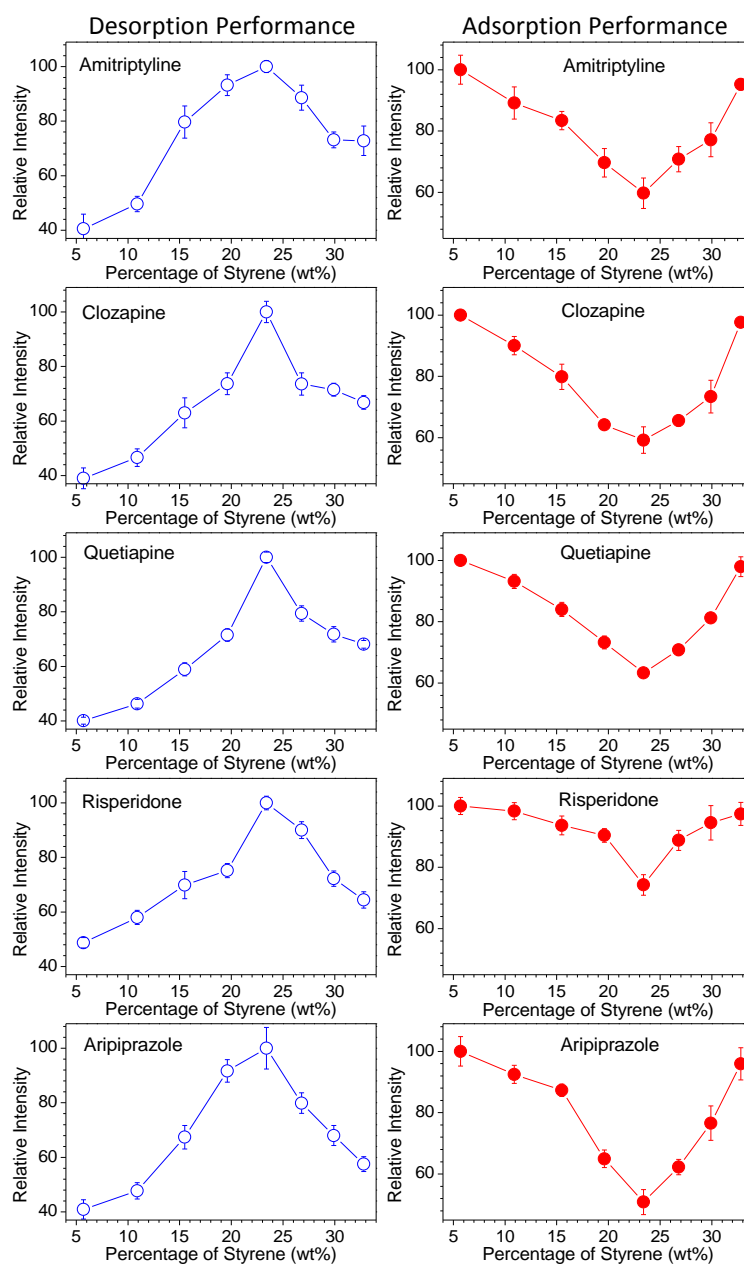 Desorption Performance
Adsorption Performance
Amitriptyline
Relative Intensity
100
80
60
40
5 10 15 20 25 30
Percentage of Styrene (wt%)
Amitriptyline
Relative Intensity
100
80
60
5 10 15 20 25 30
Percentage of Styrene (wt%)
Clozapine
Relative Intensity
100
80
60
40
5 10 15 20 25 30
Percentage of Styrene (wt%)
Clozapine
Relative Intensity
100
80
60
5 10 15 20 25 30
Percentage of Styrene (wt%)
Quetiapine
Relative Intensity
100
80
60
40
5 10 15 20 25 30
Percentage of Styrene (wt%)
Quetiapine
Relative Intensity
100
80
60
5 10 15 20 25 30
Percentage of Styrene (wt%)
Risperidone
Relative Intensity
100
80
60
40
5 10 15 20 25 30
Percentage of Styrene (wt%)
Risperidone
Relative Intensity
100
80
60
5 10 15 20 25 30
Percentage of Styrene (wt%)
Aripiprazole
Relative Intensity
100
80
60
40
5 10 15 20 25 30
Percentage of Styrene (wt%)
Aripiprazole
Relative Intensity
100
80
60
5 10 15 20 25 30
Percentage of Styrene (wt%)